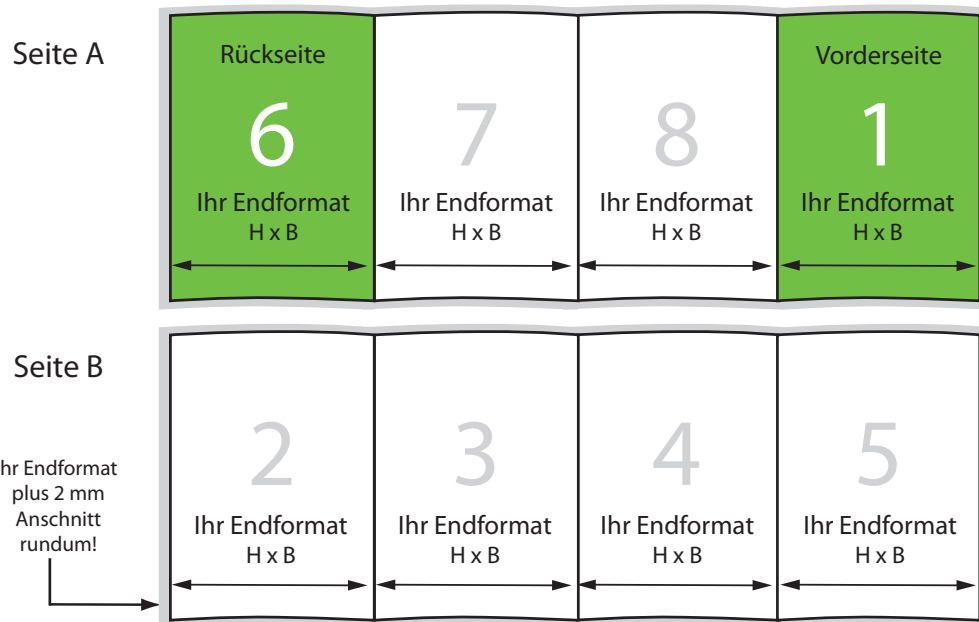 Seite A
Rückseite
6
Ihr Endformat
H x B
7
Ihr Endformat
H x B
8
Ihr Endformat
H x B
Vorderseite
1
Ihr Endformat
H x B
Seite B
hr Endformat
plus 2 mm
Anschnitt
rundum!
2
Ihr Endformat
H x B
3
Ihr Endformat
H x B
4
Ihr Endformat
H x B
5
Ihr Endformat
H x B